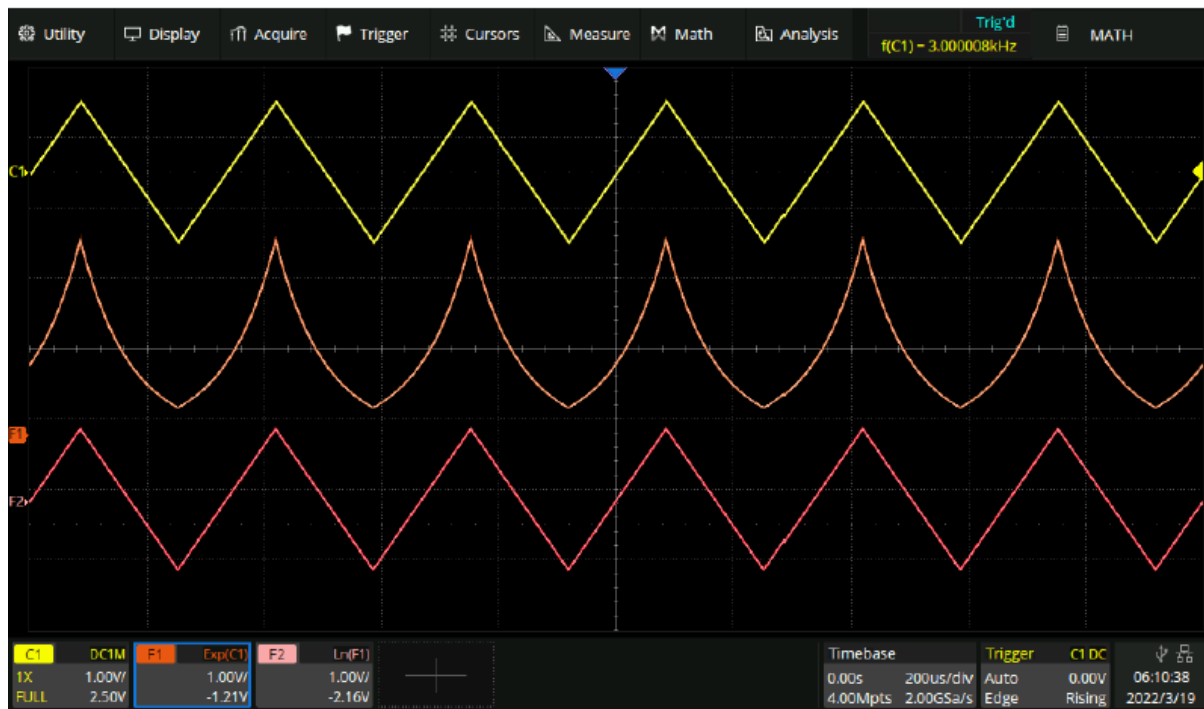 Utility Display Acquire Trigger Cursors Measure Math Analysis Trig'd MATH
f(C1) = 3.000008kHz
C1
F1
F2
C1 DC1M F1 Exp(C1) F2 Ln(F1) Timebase Trigger C1 DC
1X 1.00V/ 1.00V/ 1.00V/ 0.00s 200us/div Auto 0.00V 06:10:38
FULL 2.50V -1.21V -2.16V 4.00Mpts 2.00GSa/s Edge Rising 2022/3/19